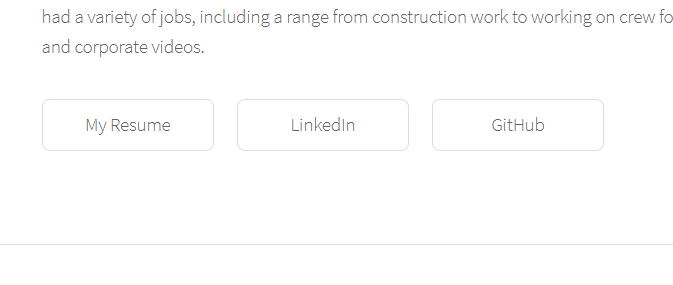 had a variety of jobs, including a range from construction work to working on crew fo
and corporate videos.
My Resume
LinkedIn
GitHub